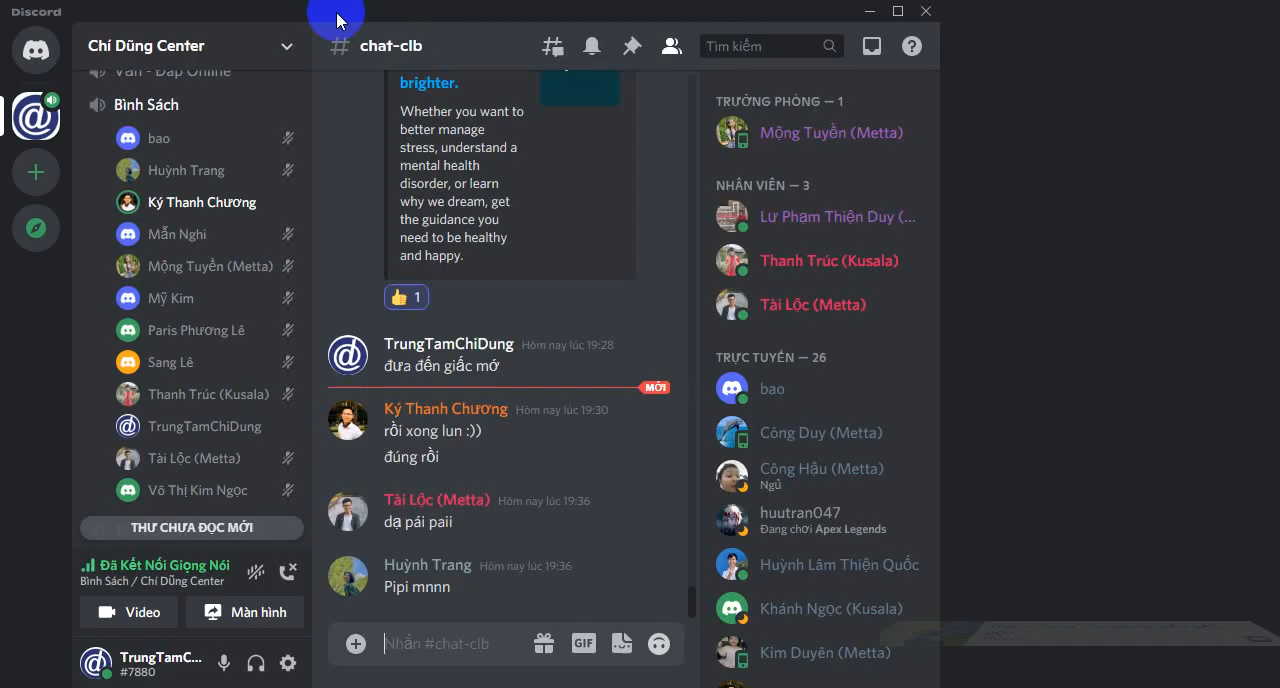 Discord
Chí Dũng Center
Vấn - Đáp Online
Bình Sách
bao
Huỳnh Trang
Ký Thanh Chương
Mẫn Nghi
Mộng Tuyền (Metta)
Mỹ Kim
Paris Phương Lê
Sang Lê
Thanh Trúc (Kusala)
TrungTamChiDung
Tài Lộc (Metta)
Võ Thị Kim Ngọc
THƯ CHƯA ĐỌC MỚI
Đã Kết Nối Giọng Nói
Bình Sách / Chí Dũng Center
Video
Màn hình
TrungTamC...
#7880
chat-clb
Tìm kiếm
brighter.
Whether you want to
better manage
stress, understand a
mental health
disorder, or learn
why we dream, get
the guidance you
need to be healthy
and happy.
1
TrungTamChiDung Hôm nay lúc 19:28
đưa đến giấc mớ
MỚI
Ký Thanh Chương Hôm nay lúc 19:30
rồi xong lun :))
đúng rồi
Tài Lộc (Metta) Hôm nay lúc 19:36
dạ pái paii
Huỳnh Trang Hôm nay lúc 19:36
Pipi mnnn
Nhắn #chat-clb
GIF
TRƯỞNG PHÒNG — 1
Mộng Tuyền (Metta)
NHÂN VIÊN — 3
Lư Phạm Thiện Duy (...
Thanh Trúc (Kusala)
Tài Lộc (Metta)
TRỰC TUYẾN — 26
bao
Công Duy (Metta)
Công Hậu (Metta)
Ngủ
huutran047
Đang chơi Apex Legends
Huỳnh Lâm Thiện Quốc
Khánh Ngọc (Kusala)
Kim Duyên (Metta)